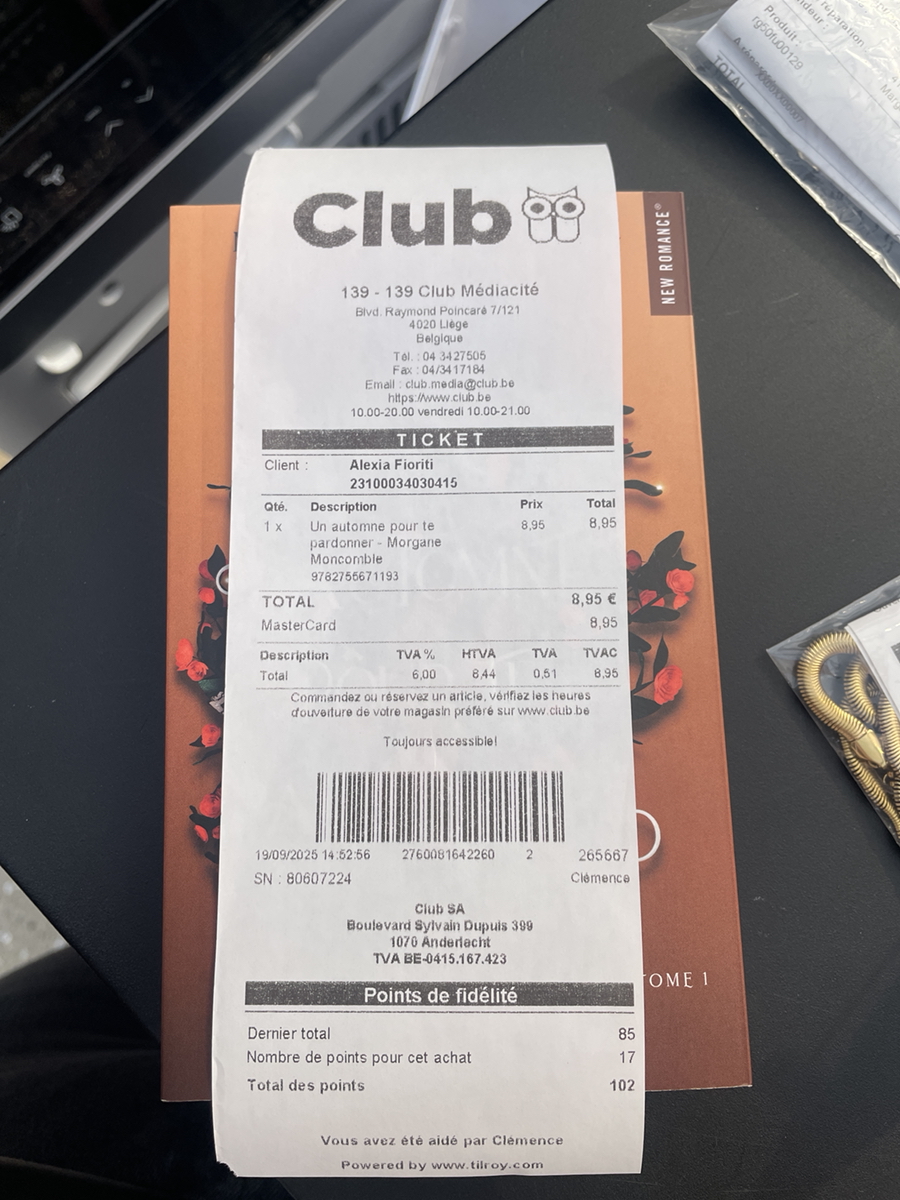 Club
139 - 139 Club Médiacité
Blvd. Raymond Poincaré 7/121
4020 Liège
Belgique
Tél. : 04 3427505
Fax : 04/3417184
Email : club.media@club.be
https://www.club.be
10.00-20.00 vendredi 10.00-21.00
TICKET
Client : Alexia Fioriti
23100034030415
Qté. Description Prix Total
1 x Un automne pour te 8,95 8,95
pardonner - Morgane
Moncomble
9782755671193
TOTAL 8,95 €
MasterCard 8,95
Description TVA % HTVA TVA TVAC
Total 6,00 8,44 0,51 8,95
Commandez ou réservez un article, vérifiez les heures
d'ouverture de votre magasin préféré sur www.club.be
Toujours accessible!
19/09/2025 14:52:56 2760081642260 2 265667
SN : 80607224 Clémence
Club SA
Boulevard Sylvain Dupuis 399
1070 Anderlecht
TVA BE-0415.167.423
Points de fidélité
Dernier total 85
Nombre de points pour cet achat 17
Total des points 102
Vous avez été aidé par Clémence
Powered by www.tilroy.com
NEW ROMANCE®
TOME 1
Produit
rg50fu00129
TOTAL